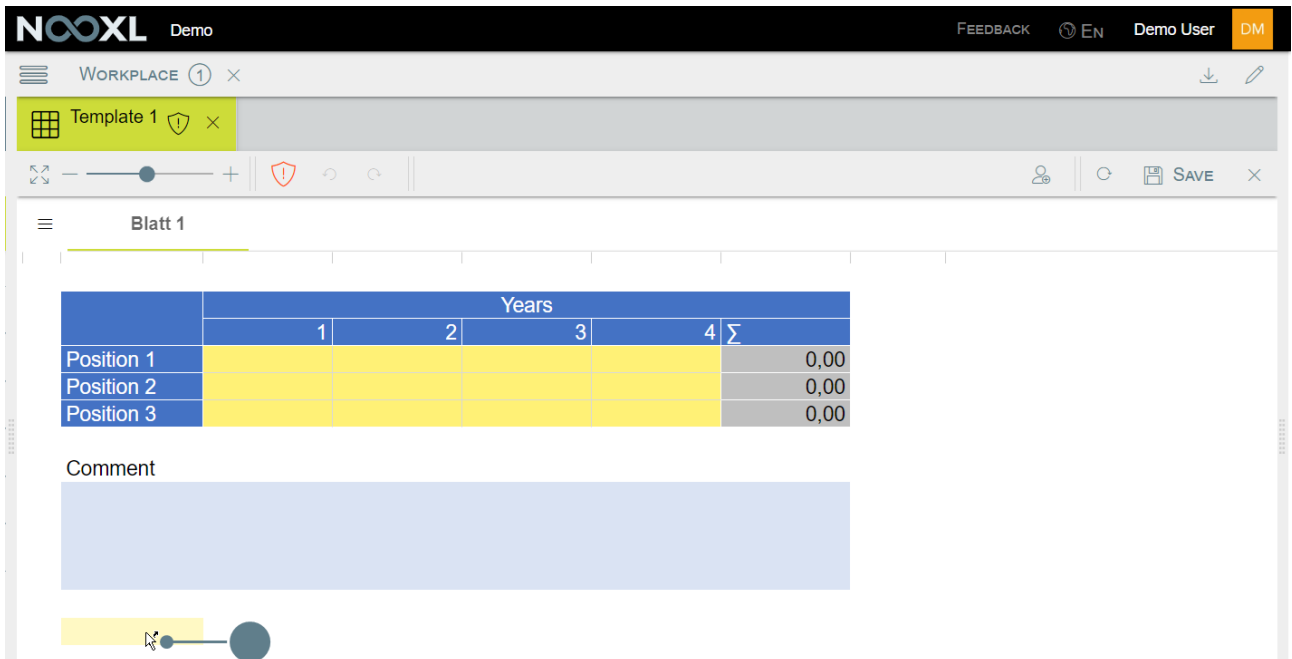 NOOXL Demo FEEDBACK EN Demo User DM
WORKPLACE 1
Template 1
SAVE
Blatt 1
Years
1 2 3 4 ∑
Position 1 0,00
Position 2 0,00
Position 3 0,00
Comment